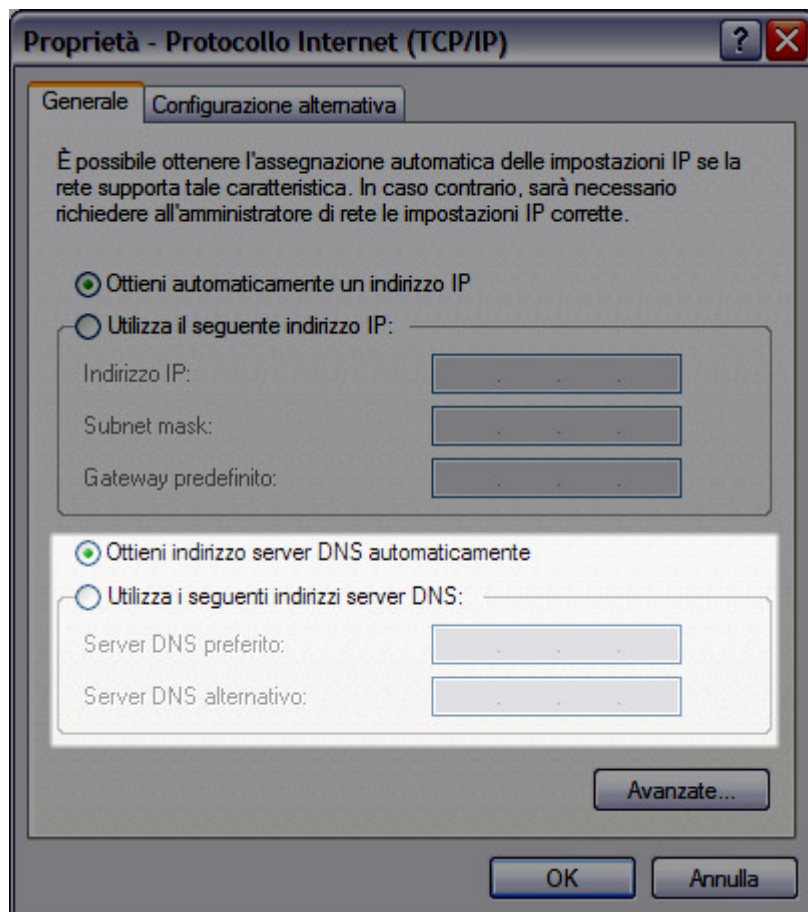 Proprietà - Protocollo Internet (TCP/IP)
Generale
Configurazione alternativa
È possibile ottenere l'assegnazione automatica delle impostazioni IP se la
rete supporta tale caratteristica. In caso contrario, sarà necessario
richiedere all'amministratore di rete le impostazioni IP corrette.
Ottieni automaticamente un indirizzo IP
Utilizza il seguente indirizzo IP:
Indirizzo IP:
Subnet mask:
Gateway predefinito:
Ottieni indirizzo server DNS automaticamente
Utilizza i seguenti indirizzi server DNS:
Server DNS preferito:
Server DNS alternativo:
Avanzate...
OK
Annulla